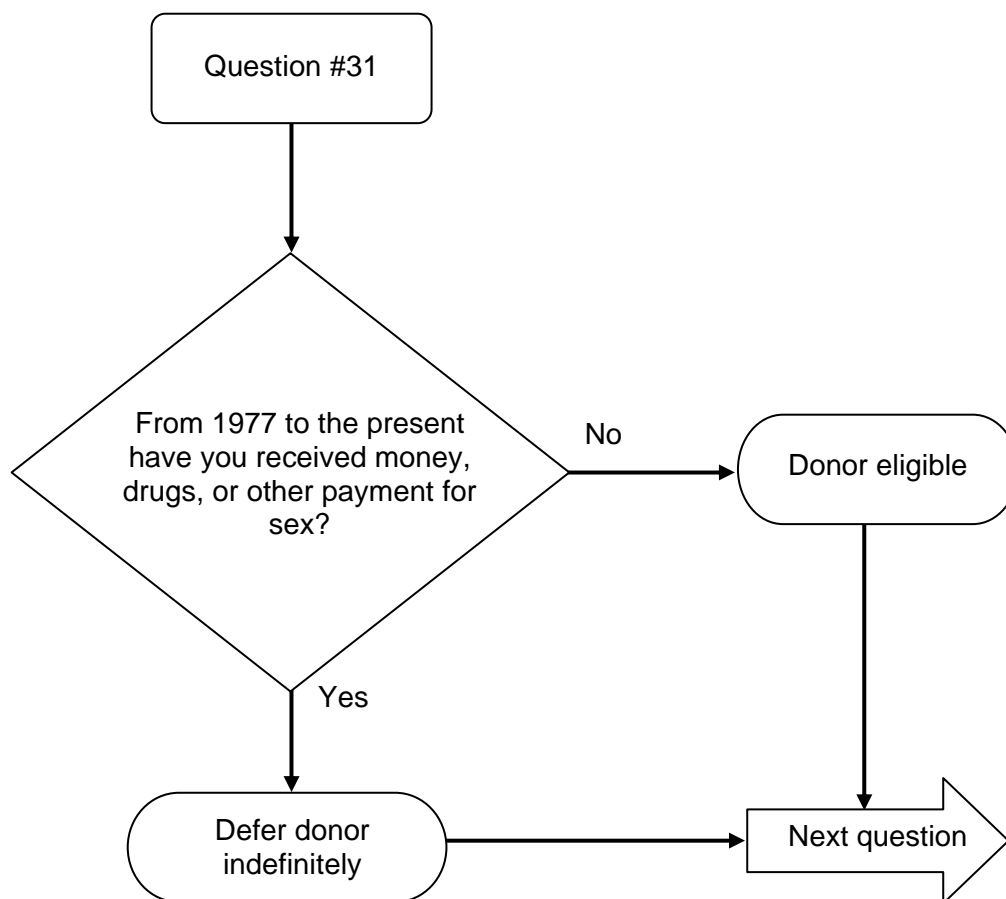 Question #31
From 1977 to the present
have you received money,
drugs, or other payment for
sex?
No
Donor eligible
Yes
Defer donor
indefinitely
Next question